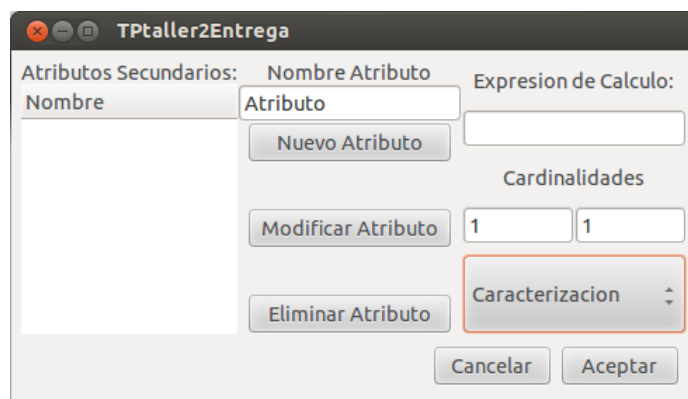 TPtaller2Entrega
Atributos Secundarios:
Nombre
Nombre Atributo
Atributo
Nuevo Atributo
Modificar Atributo
Eliminar Atributo
Expresion de Calculo:
Cardinalidades
1 1
Caracterizacion
Cancelar Aceptar